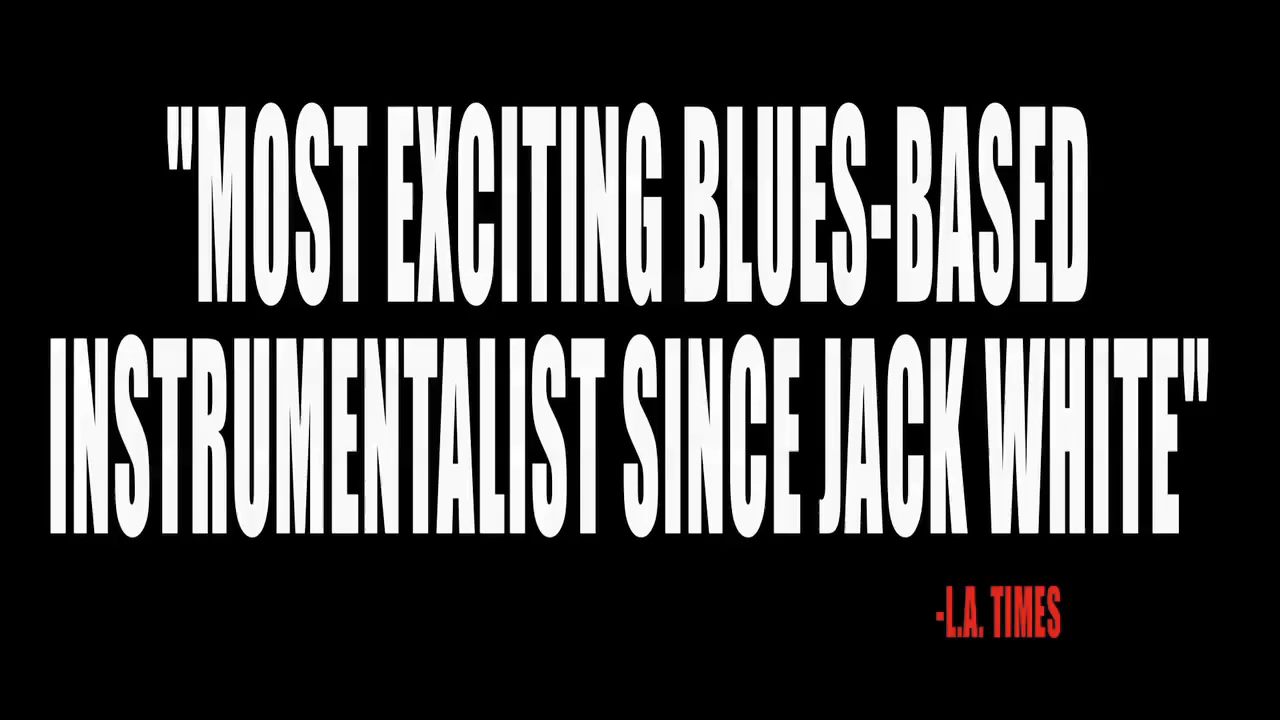 "MOST EXCITING BLUES-BASED
INSTRUMENTALIST SINCE JACK WHITE"
-L.A. TIMES